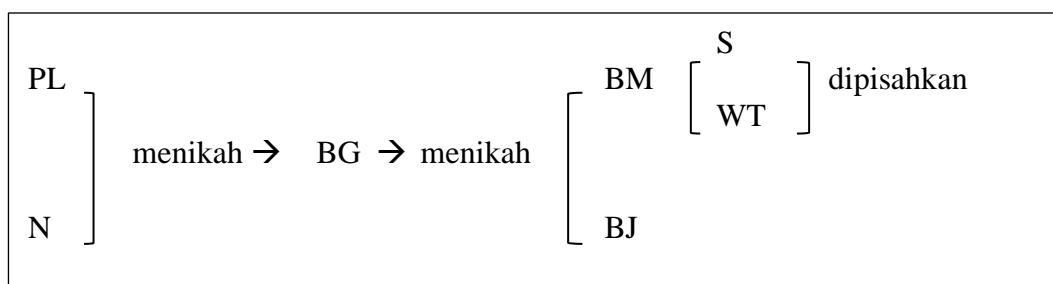 S
PL BM dipisahkan
WT
menikah → BG → menikah
N BJ